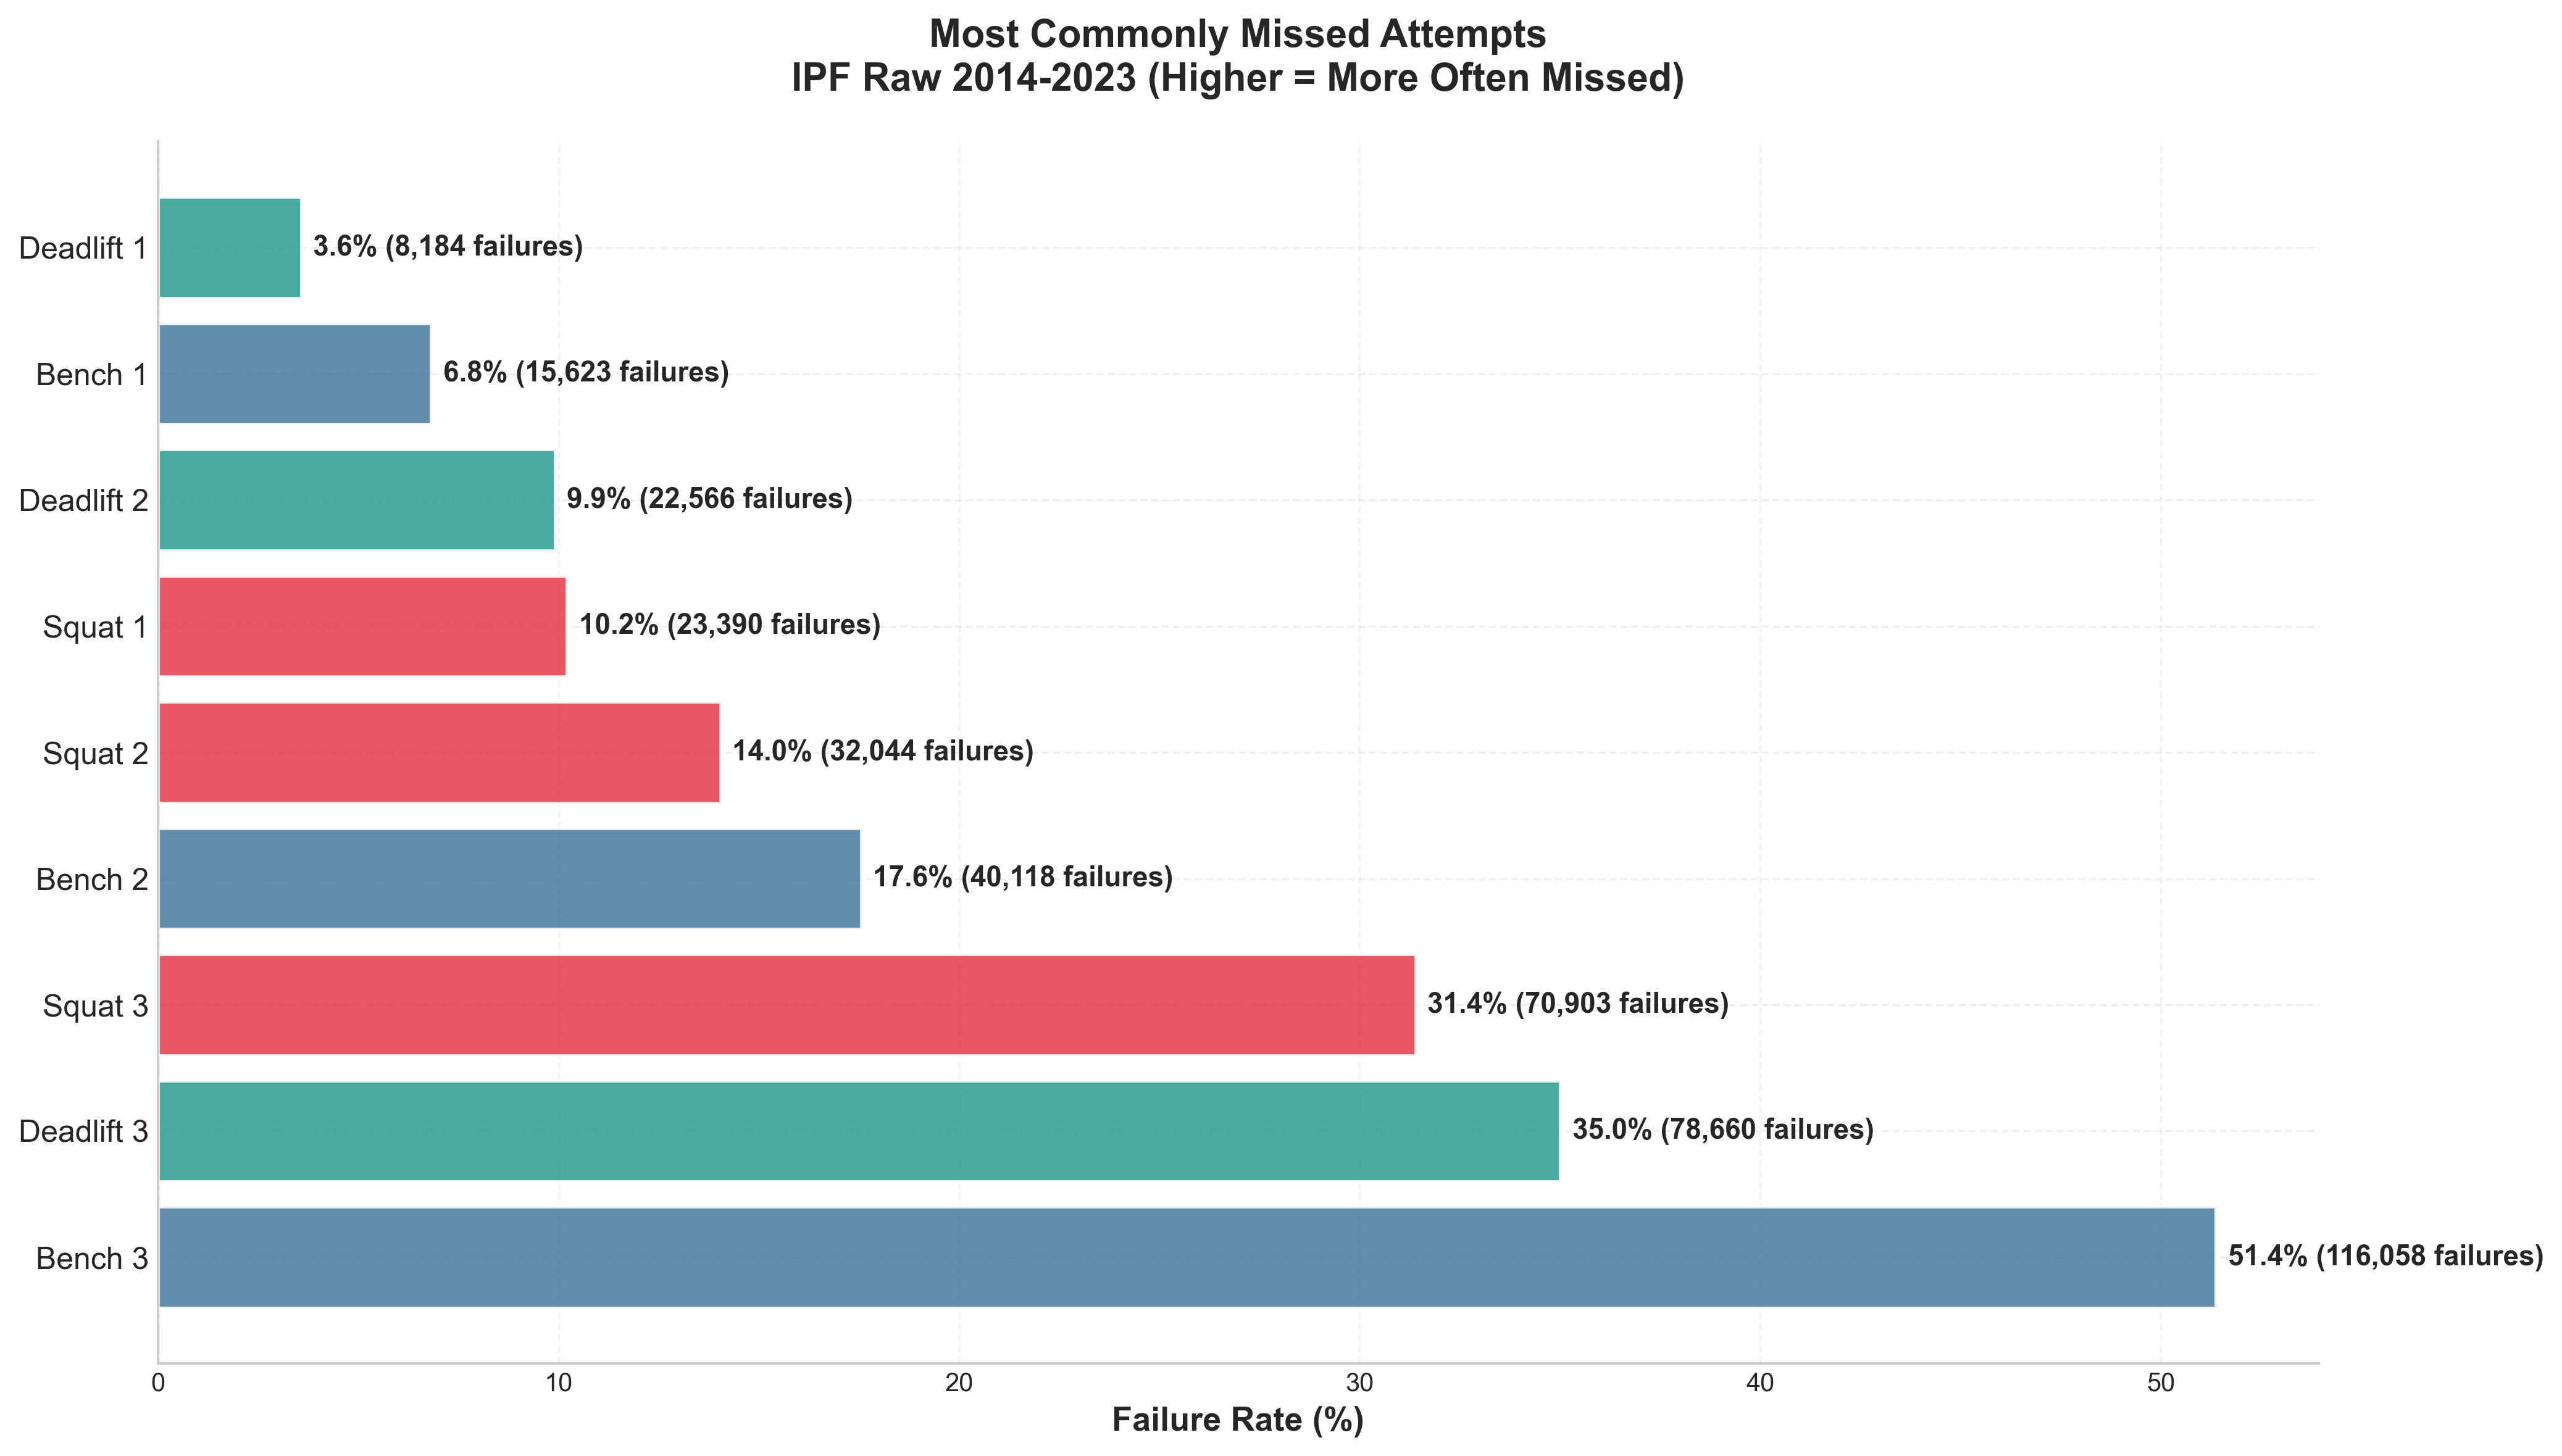 Most Commonly Missed Attempts
IPF Raw 2014-2023 (Higher = More Often Missed)
Deadlift 1 3.6% (8,184 failures)
Bench 1 6.8% (15,623 failures)
Deadlift 2 9.9% (22,566 failures)
Squat 1 10.2% (23,390 failures)
Squat 2 14.0% (32,044 failures)
Bench 2 17.6% (40,118 failures)
Squat 3 31.4% (70,903 failures)
Deadlift 3 35.0% (78,660 failures)
Bench 3 51.4% (116,058 failures)
0 10 20 30 40 50
Failure Rate (%)